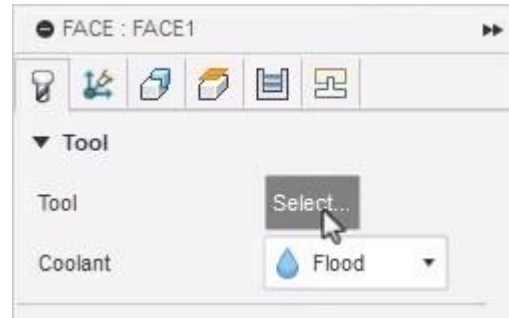 FACE : FACE1
Tool
Tool Select...
Coolant Flood